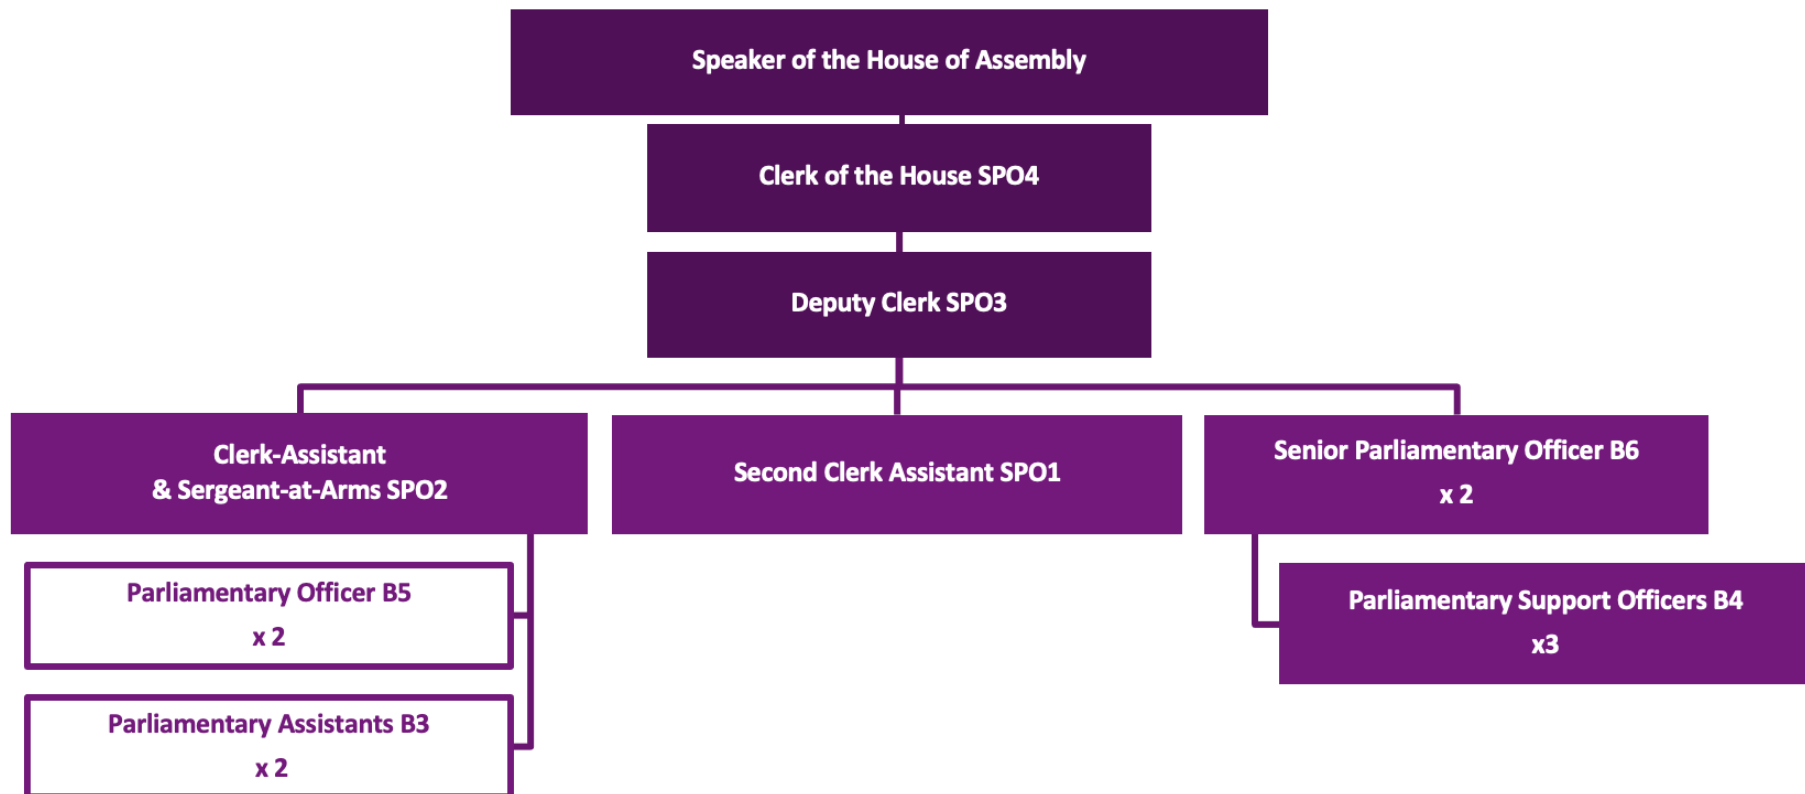 Speaker of the House of Assembly
Clerk of the House SPO4
Deputy Clerk SPO3
Clerk-Assistant
& Sergeant-at-Arms SPO2
Second Clerk Assistant SPO1
Senior Parliamentary Officer B6
x 2
Parliamentary Officer B5
x 2
Parliamentary Support Officers B4
x3
Parliamentary Assistants B3
x 2